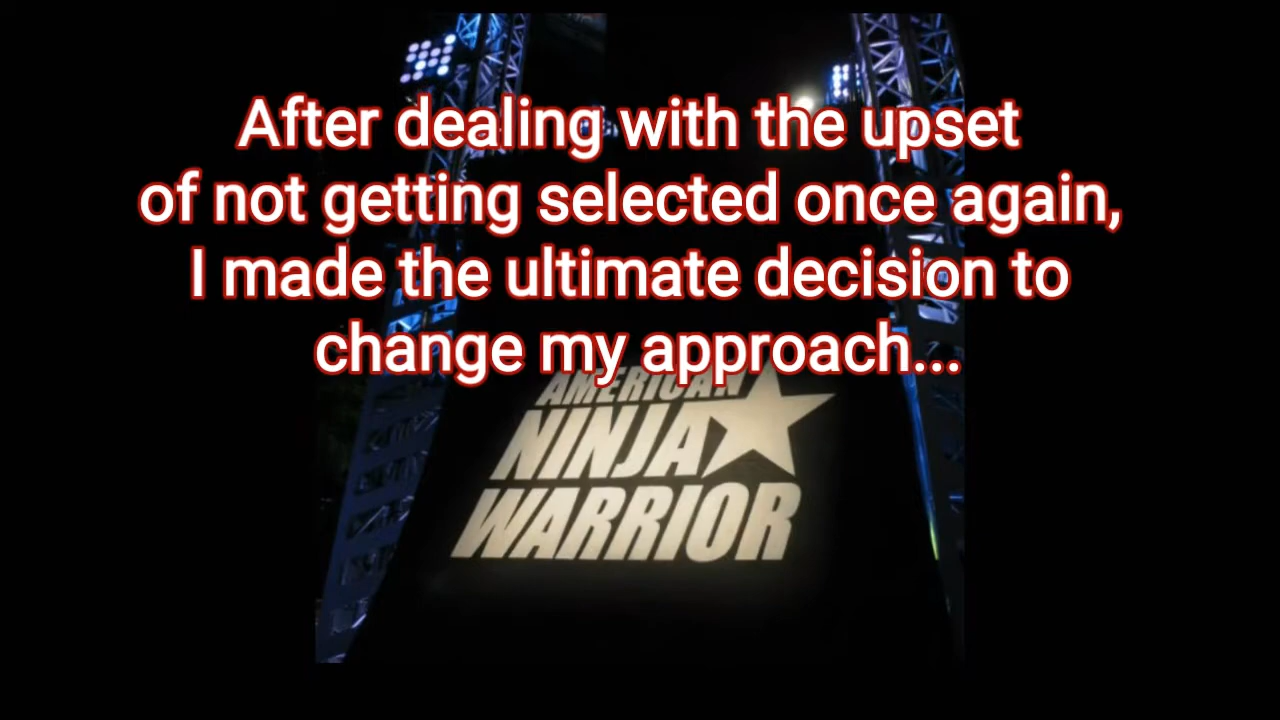 After dealing with the upset
of not getting selected once again,
I made the ultimate decision to
change my approach...
AMERICAN
NINJA
WARRIOR